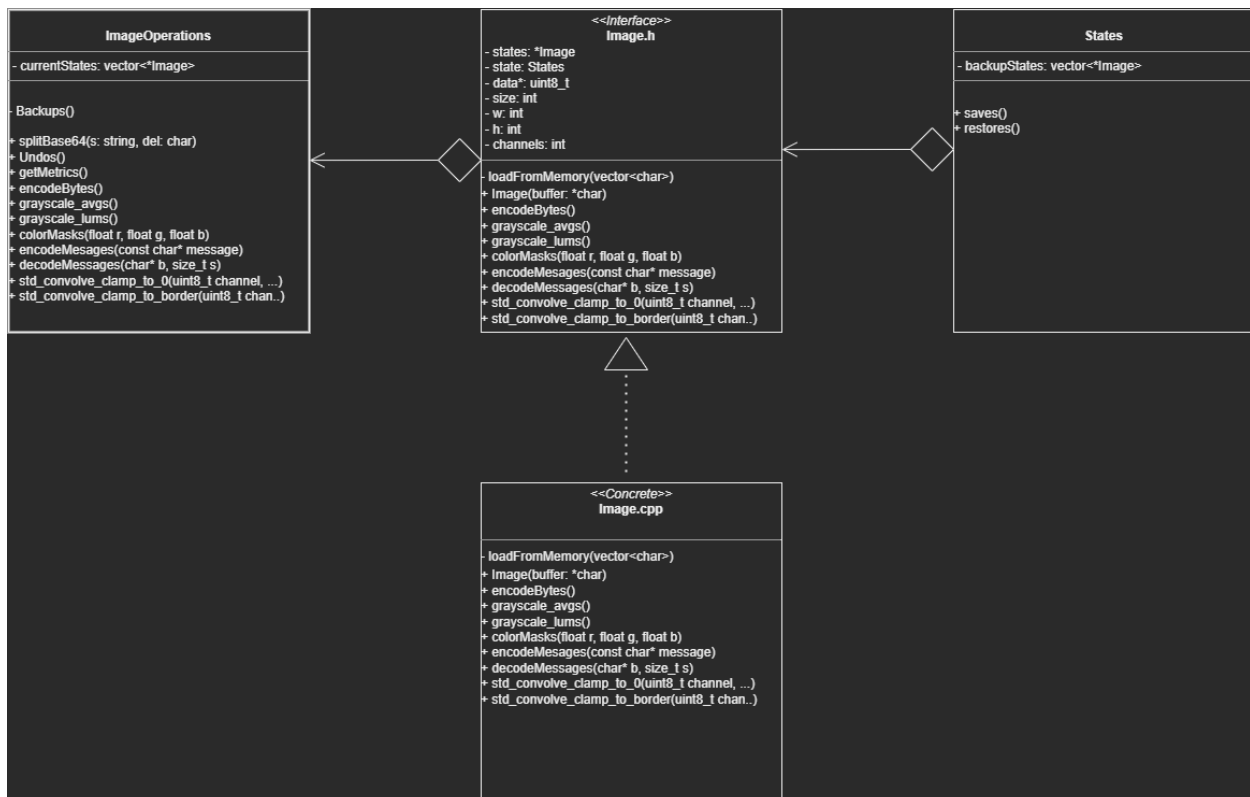 ImageOperations
- currentStates: vector<*Image>
- Backups()
+ splitBase64(s: string, del: char)
+ Undos()
+ getMetrics()
+ encodeBytes()
+ grayscale_avgs()
+ grayscale_lums()
+ colorMasks(float r, float g, float b)
+ encodeMesages(const char* message)
+ decodeMessages(char* b, size_t s)
+ std_convolve_clamp_to_0(uint8_t channel, ...)
+ std_convolve_clamp_to_border(uint8_t chan..)
<<Interface>>
Image.h
- states: *Image
- state: States
- data*: uint8_t
- size: int
- w: int
- h: int
- channels: int
- loadFromMemory(vector<char>)
+ Image(buffer: *char)
+ encodeBytes()
+ grayscale_avgs()
+ grayscale_lums()
+ colorMasks(float r, float g, float b)
+ encodeMesages(const char* message)
+ decodeMessages(char* b, size_t s)
+ std_convolve_clamp_to_0(uint8_t channel, ...)
+ std_convolve_clamp_to_border(uint8_t chan..)
States
- backupStates: vector<*Image>
+ saves()
+ restores()
<<Concrete>>
Image.cpp
- loadFromMemory(vector<char>)
+ Image(buffer: *char)
+ encodeBytes()
+ grayscale_avgs()
+ grayscale_lums()
+ colorMasks(float r, float g, float b)
+ encodeMesages(const char* message)
+ decodeMessages(char* b, size_t s)
+ std_convolve_clamp_to_0(uint8_t channel, ...)
+ std_convolve_clamp_to_border(uint8_t chan..)